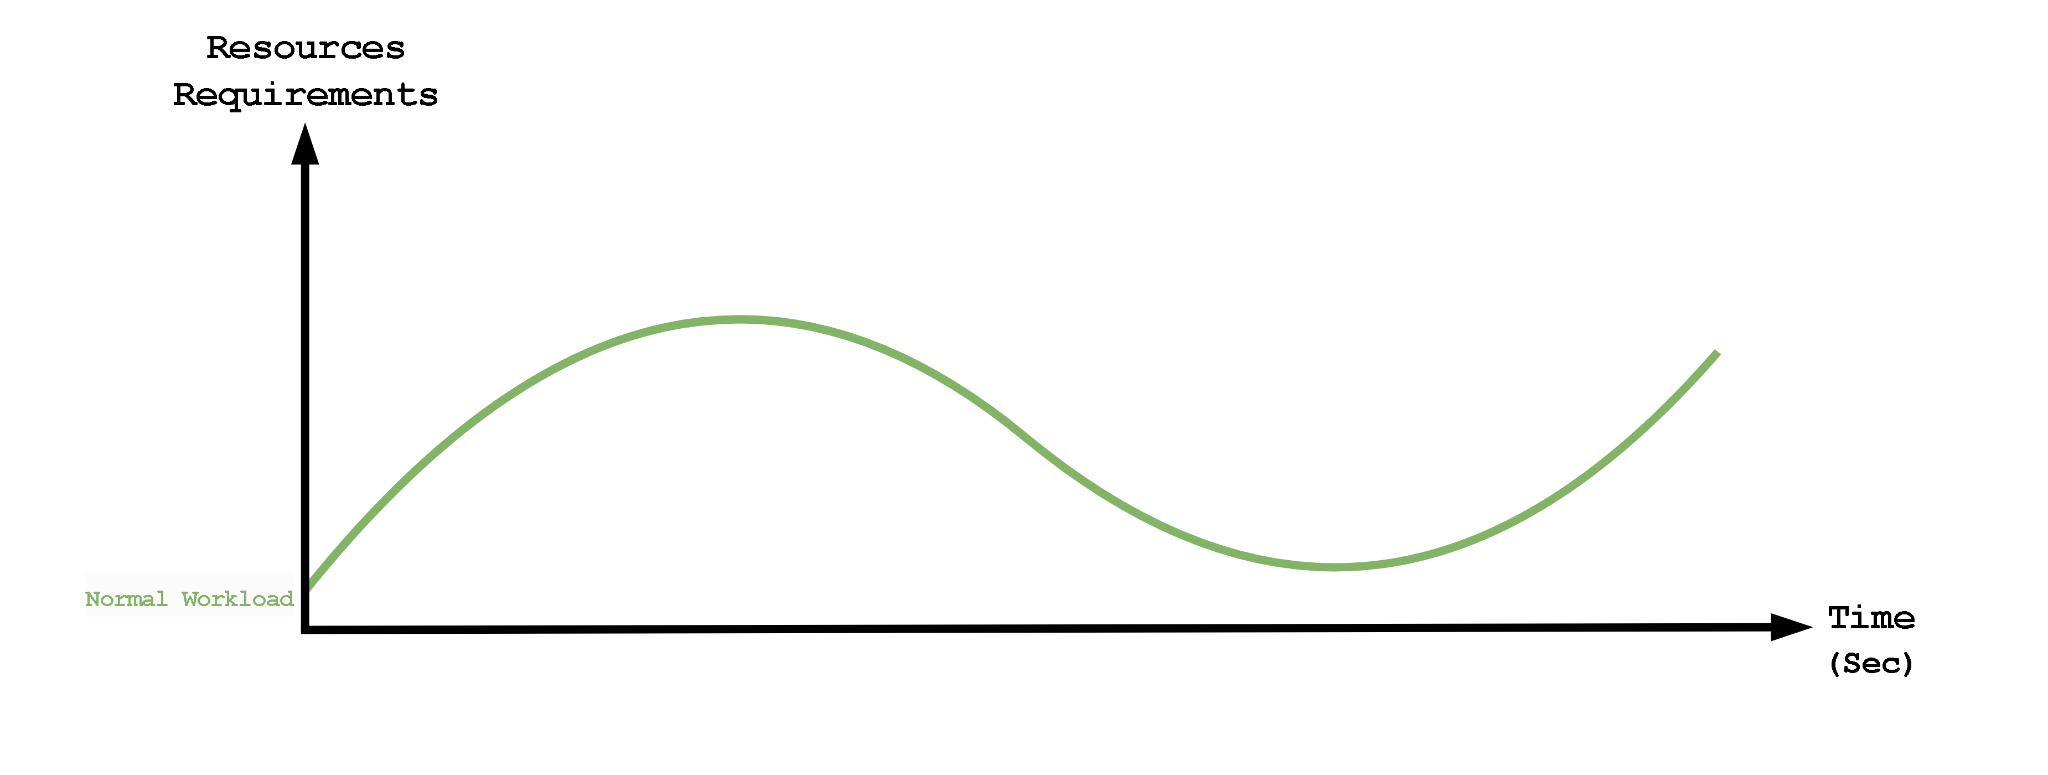 Resources
Requirements
Normal Workload
Time
(Sec)